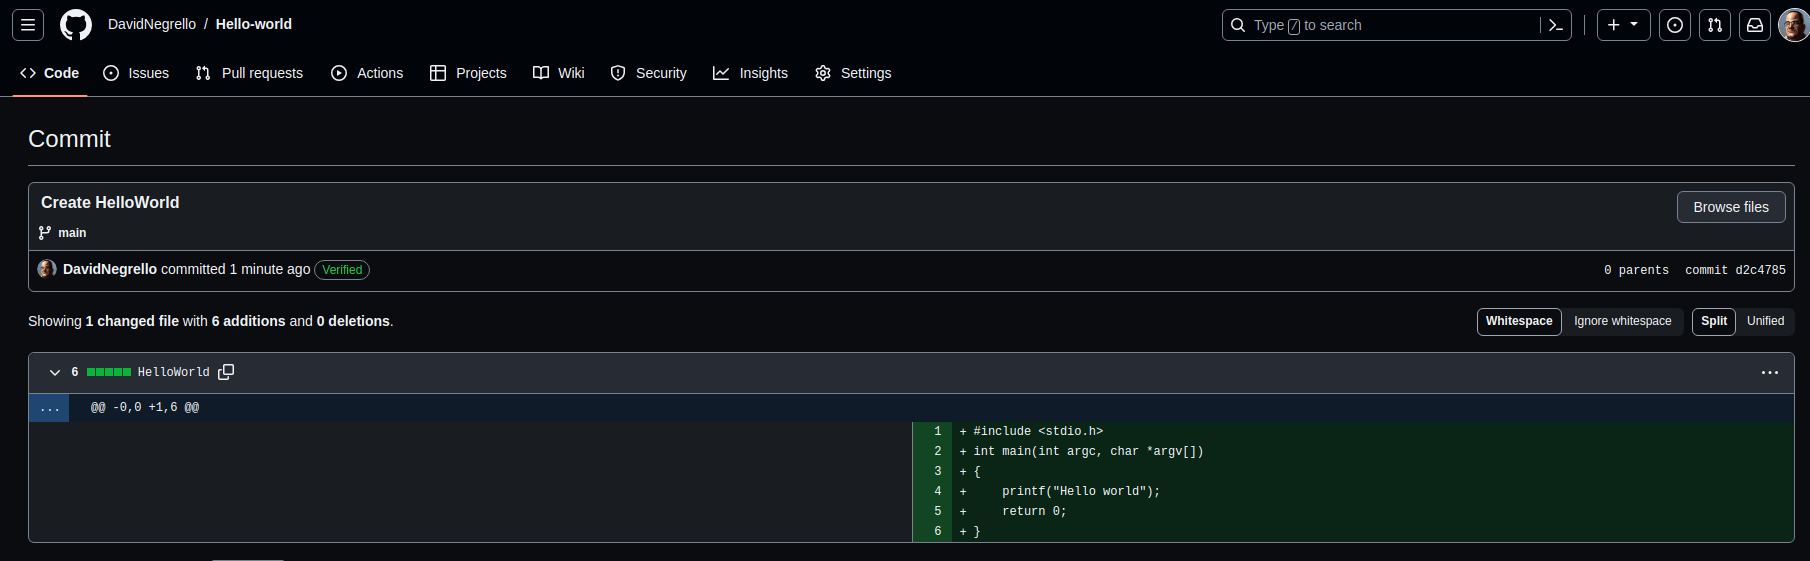 DavidNegrello / Hello-world
Type / to search
Code Issues Pull requests Actions Projects Wiki Security Insights Settings
Commit
Create HelloWorld
Browse files
main
DavidNegrello committed 1 minute ago Verified
0 parents commit d2c4785
Showing 1 changed file with 6 additions and 0 deletions.
Whitespace Ignore whitespace Split Unified
6 HelloWorld
... @@ -0,0 +1,6 @@
1 + #include <stdio.h>
2 + int main(int argc, char *argv[])
3 + {
4 +     printf("Hello world");
5 +     return 0;
6 + }